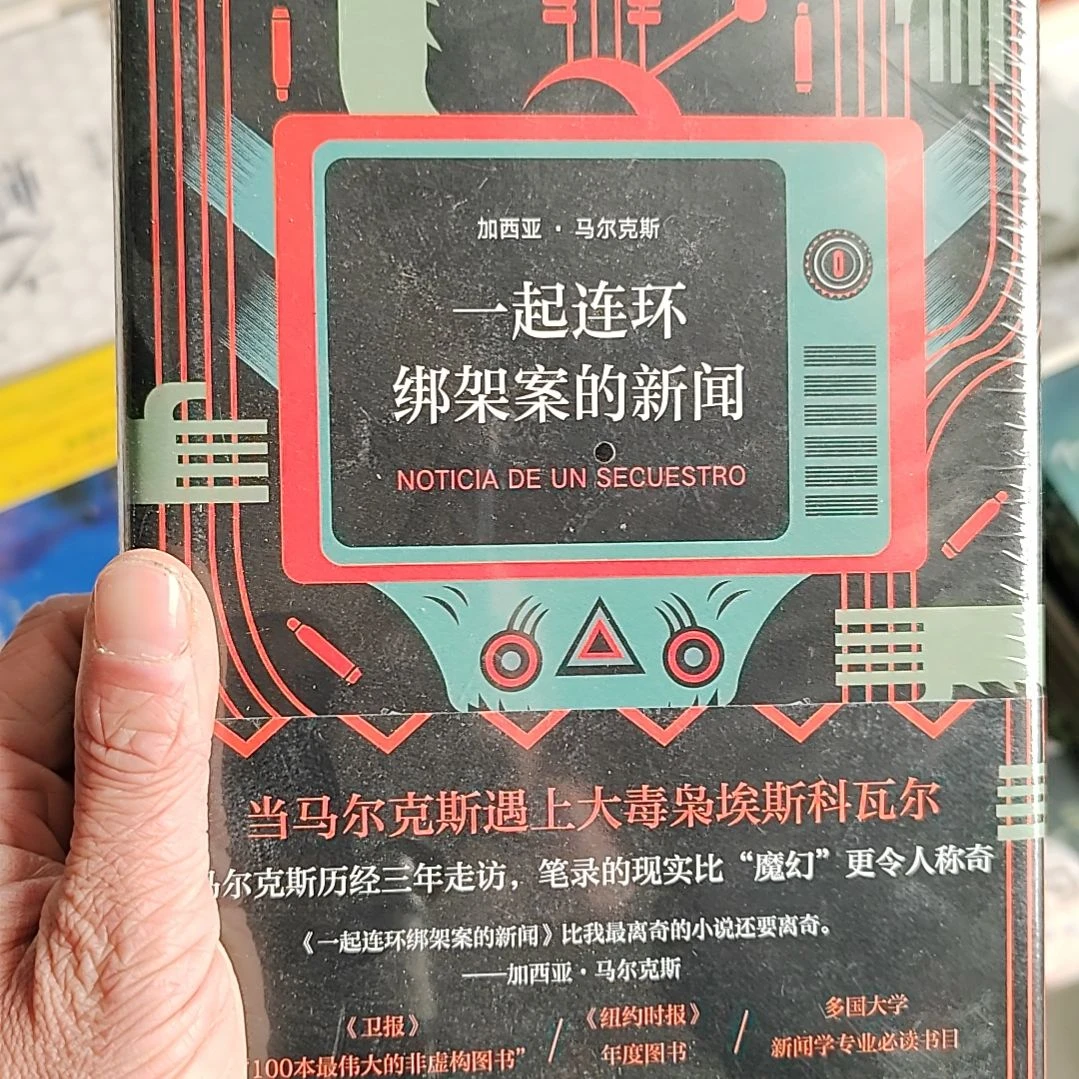 加西亚·马尔克斯
一起连环
绑架案的新闻
NOTICIA DE UN SECUESTRO
当马尔克斯遇上大毒枭埃斯科瓦尔
马尔克斯历经三年走访，笔录的现实比“魔幻”更令人称奇
《一起连环绑架案的新闻》比我最离奇的小说还要离奇。
——加西亚·马尔克斯
《卫报》 / 《纽约时报》 / 多国大学
“100本最伟大的非虚构图书” 年度图书 新闻学专业必读书目